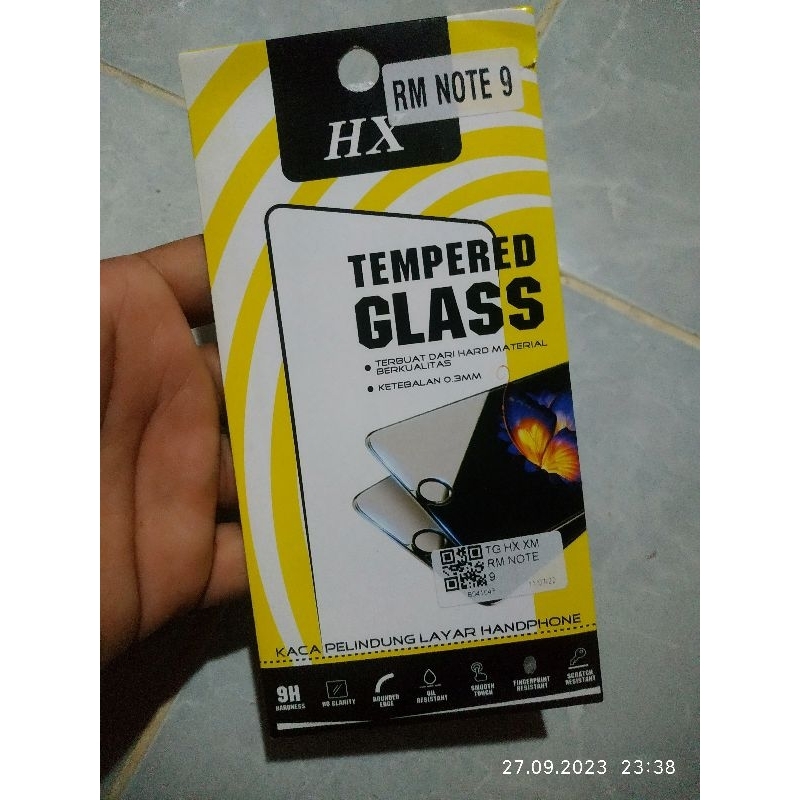 RM NOTE 9
HX
TEMPERED
GLASS
• TERBUAT DARI HARD MATERIAL
BERKUALITAS
• KETEBALAN 0.3MM
TG HX XM
RM NOTE
9
KACA PELINDUNG LAYAR HANDPHONE
9H
HARDNESS
HD CLARITY
ROUNDED
EDGE
OIL
RESISTANT
SMOOTH
TOUCH
FINGERPRINT
RESISTANT
SCRATCH
RESISTANT
27.09.2023 23:38